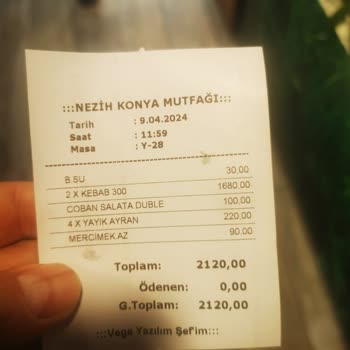 :::NEZİH KONYA MUTFAĞI:::
Tarih : 9.04.2024
Saat : 11:59
Masa : Y-28
B.SU 30,00
2 X KEBAB 300 1680,00
COBAN SALATA DUBLE 100,00
4 X YAYIK AYRAN 220,00
MERCİMEK AZ 90,00
Toplam: 2120,00
Ödenen: 0,00
G.Toplam: 2120,00
:::Vega Yazılım Şef'im:::